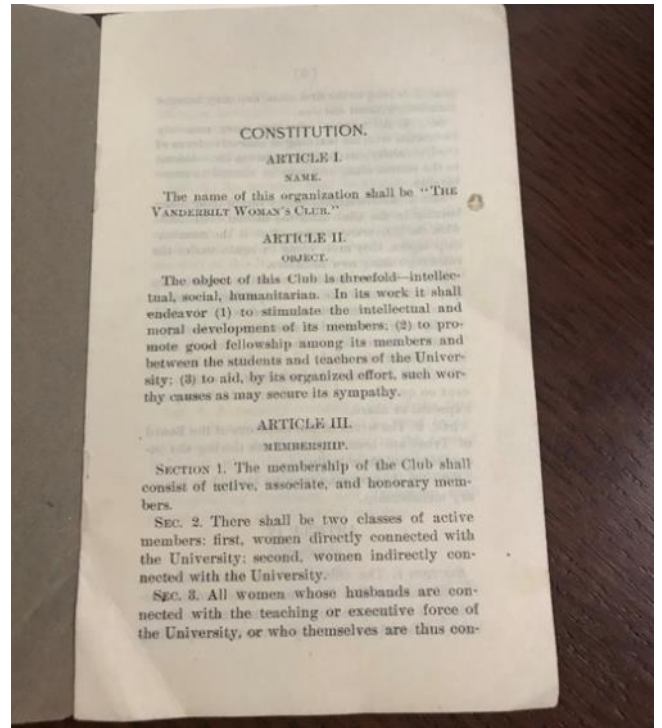 CONSTITUTION.
ARTICLE I.
NAME.
The name of this organization shall be "THE
VANDERBILT WOMAN'S CLUB."
ARTICLE II.
OBJECT.
The object of this Club is threefold—intellec-
tual, social, humanitarian. In its work it shall
endeavor (1) to stimulate the intellectual and
moral development of its members; (2) to pro-
mote good fellowship among its members and
between the students and teachers of the Univer-
sity; (3) to aid, by its organized effort, such wor-
thy causes as may secure its sympathy.
ARTICLE III.
MEMBERSHIP.
SECTION 1. The membership of the Club shall
consist of active, associate, and honorary mem-
bers.
SEC. 2. There shall be two classes of active
members: first, women directly connected with
the University; second, women indirectly con-
nected with the University.
SEC. 3. All women whose husbands are con-
nected with the teaching or executive force of
the University, or who themselves are thus con-